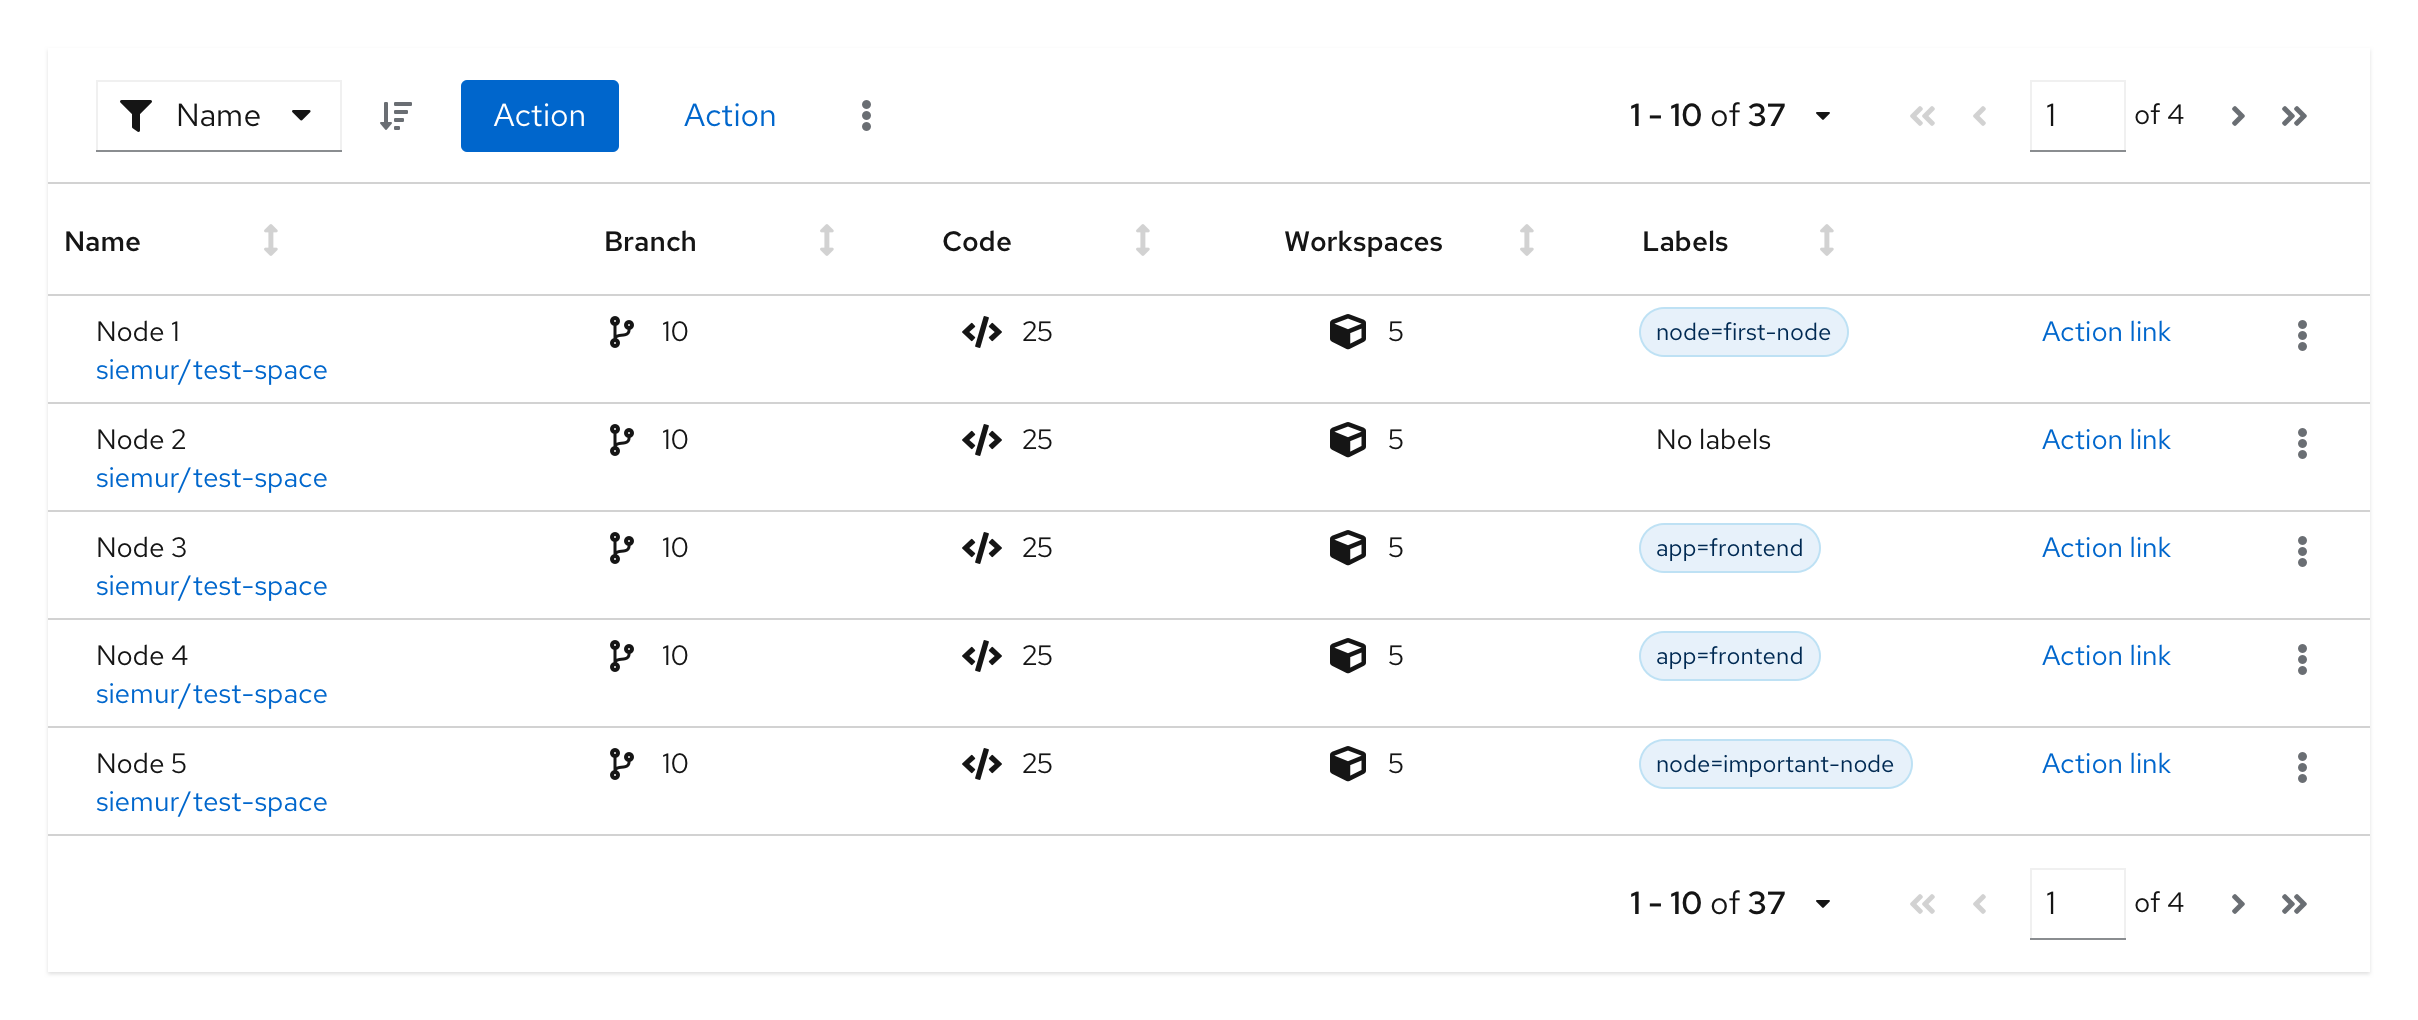 Name Action Action 1 - 10 of 37 1 of 4
Name Branch Code Workspaces Labels
Node 1 10 25 5 node=first-node Action link
siemur/test-space
Node 2 10 25 5 No labels Action link
siemur/test-space
Node 3 10 25 5 app=frontend Action link
siemur/test-space
Node 4 10 25 5 app=frontend Action link
siemur/test-space
Node 5 10 25 5 node=important-node Action link
siemur/test-space
1 - 10 of 37 1 of 4